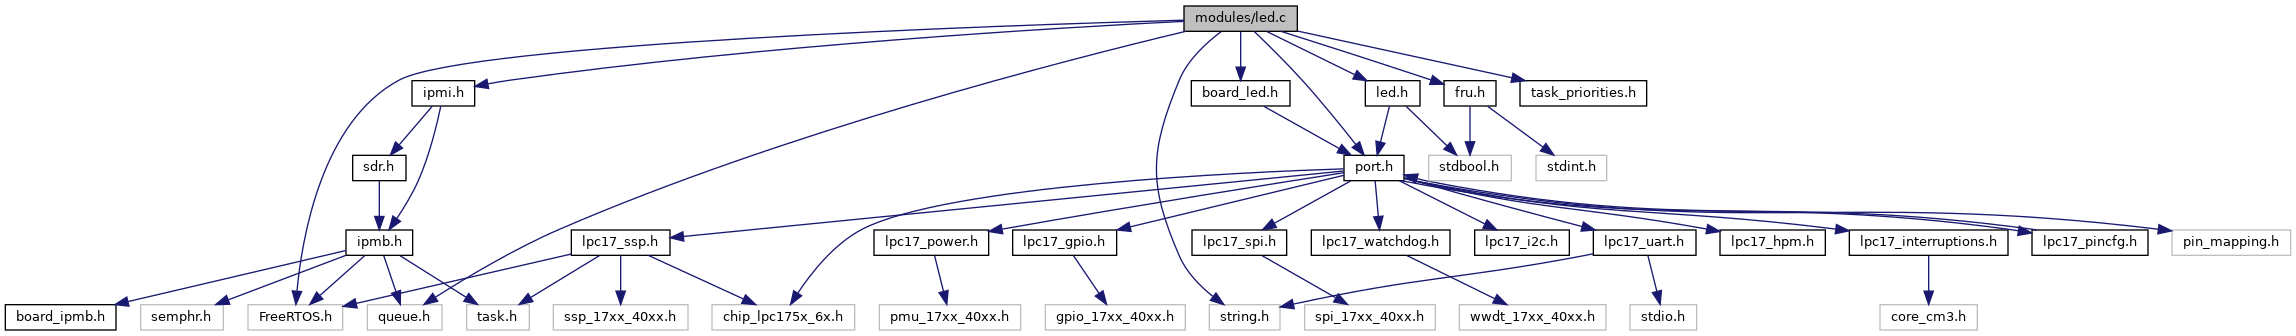 modules/led.c
ipmi.h
board_led.h
led.h
fru.h
task_priorities.h
sdr.h
port.h
stdbool.h
stdint.h
ipmb.h
lpc17_ssp.h
lpc17_power.h
lpc17_gpio.h
lpc17_spi.h
lpc17_watchdog.h
lpc17_i2c.h
lpc17_uart.h
lpc17_hpm.h
lpc17_interruptions.h
lpc17_pincfg.h
pin_mapping.h
board_ipmb.h
semphr.h
FreeRTOS.h
queue.h
task.h
ssp_17xx_40xx.h
chip_lpc175x_6x.h
pmu_17xx_40xx.h
gpio_17xx_40xx.h
string.h
spi_17xx_40xx.h
wwdt_17xx_40xx.h
stdio.h
core_cm3.h